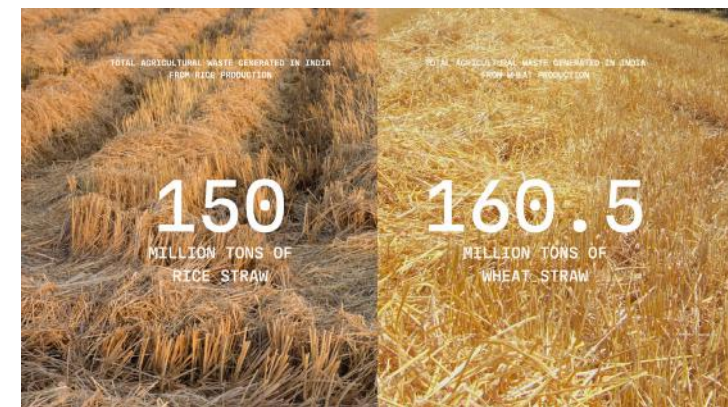 TOTAL AGRICULTURAL WASTE GENERATED IN INDIA
FROM RICE PRODUCTION
150
MILLION TONS OF
RICE STRAW
TOTAL AGRICULTURAL WASTE GENERATED IN INDIA
FROM WHEAT PRODUCTION
160.5
MILLION TONS OF
WHEAT STRAW